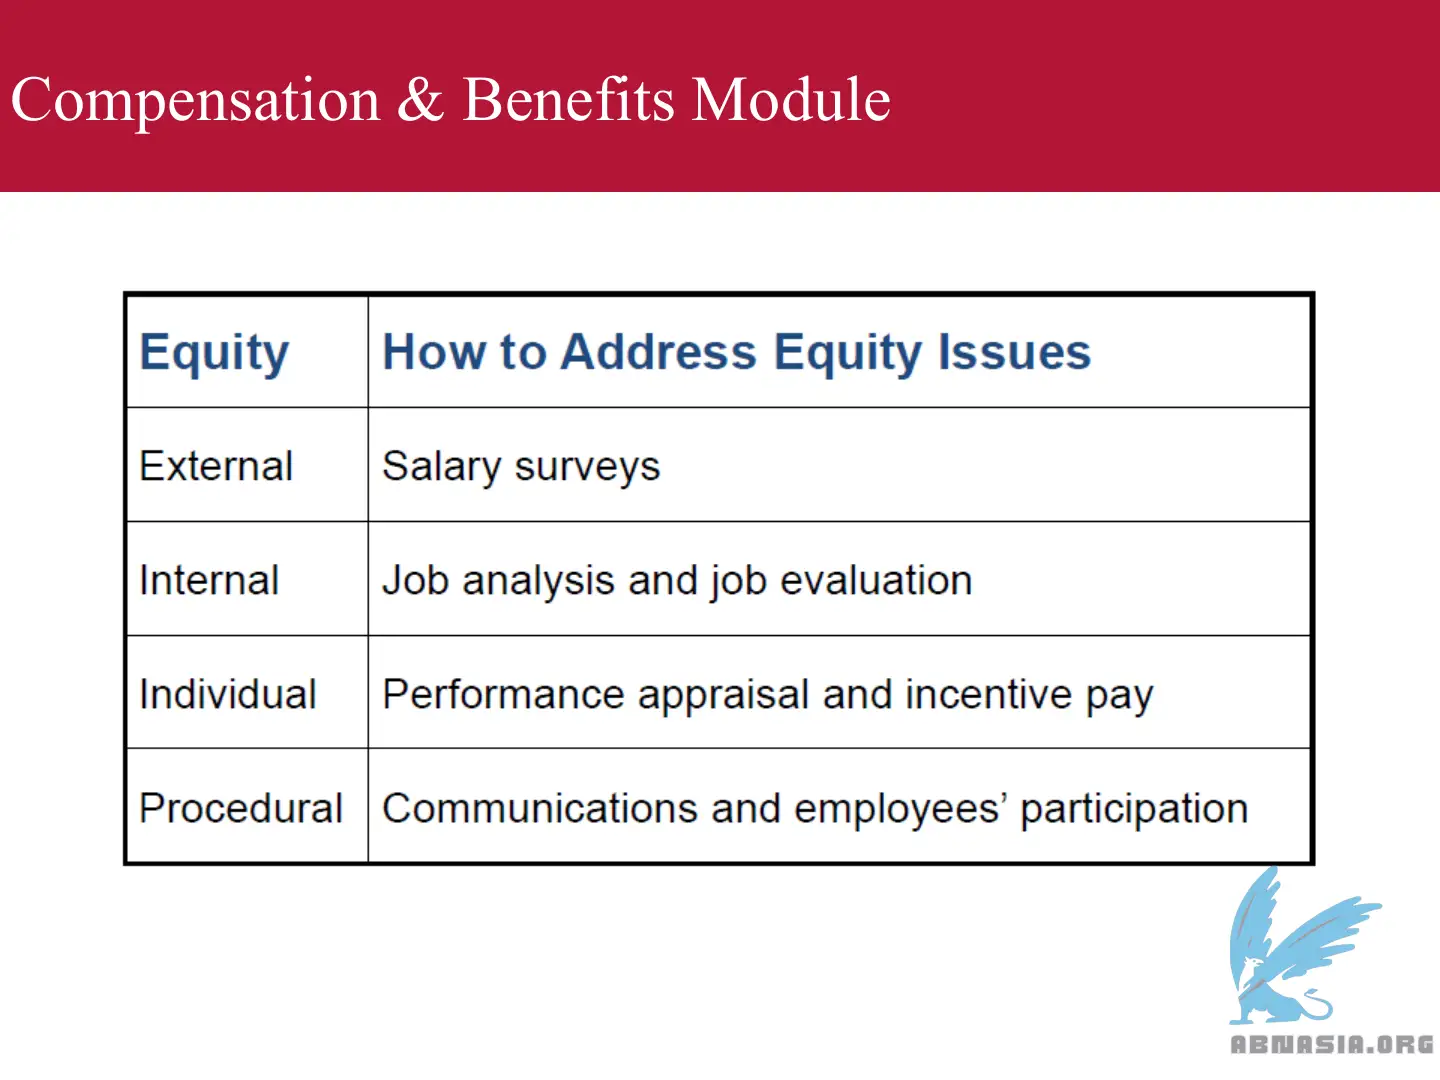 Compensation & Benefits Module
Equity How to Address Equity Issues
External Salary surveys
Internal Job analysis and job evaluation
Individual Performance appraisal and incentive pay
Procedural Communications and employees’ participation
ABNASIA.ORG